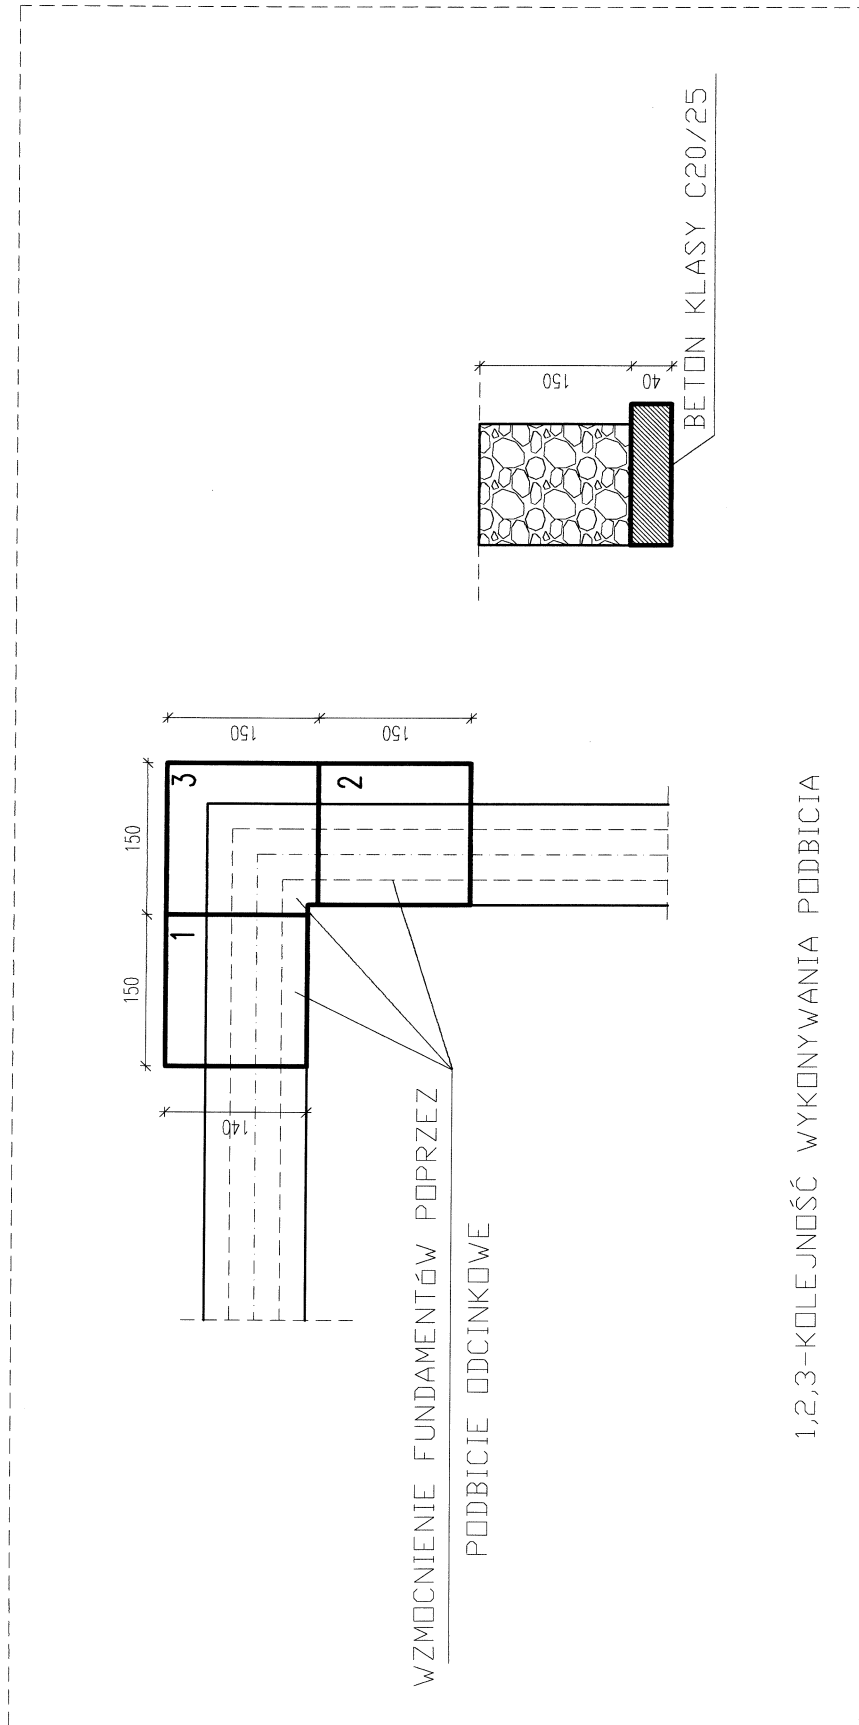 WZMOCNIENIE FUNDAMENTÓW POPRZEZ
PODBICIE ODCINKOWE
140
150
150
1
3
2
150
150
150
40
BETON KLASY C20/25
1,2,3-KOLEJNOŚĆ WYKONYWANIA PODBICIA